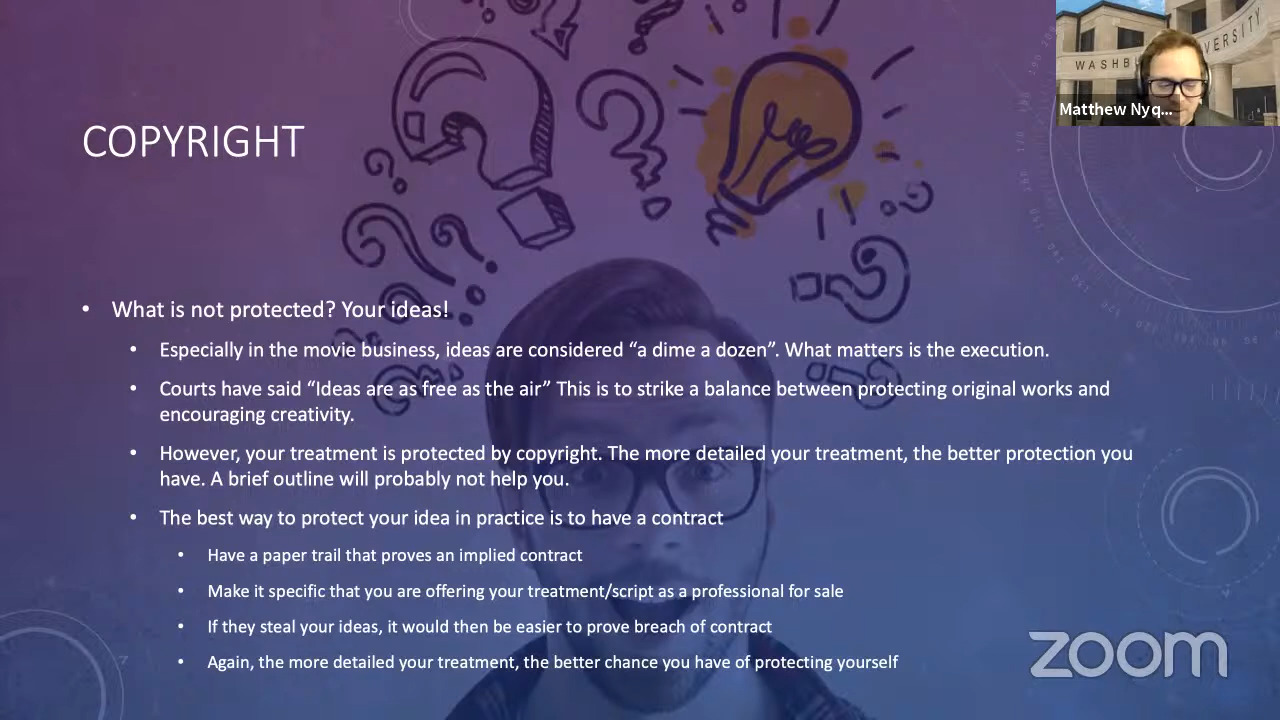 WASHB
VERSITY
Matthew Nyq...
COPYRIGHT
• What is not protected? Your ideas!
• Especially in the movie business, ideas are considered “a dime a dozen”. What matters is the execution.
• Courts have said “Ideas are as free as the air” This is to strike a balance between protecting original works and
encouraging creativity.
• However, your treatment is protected by copyright. The more detailed your treatment, the better protection you
have. A brief outline will probably not help you.
• The best way to protect your idea in practice is to have a contract
• Have a paper trail that proves an implied contract
• Make it specific that you are offering your treatment/script as a professional for sale
• If they steal your ideas, it would then be easier to prove breach of contract
• Again, the more detailed your treatment, the better chance you have of protecting yourself
zoom